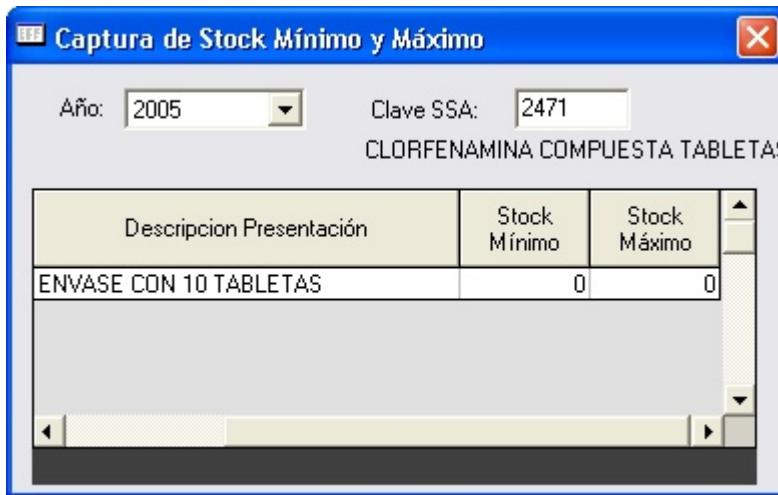 Captura de Stock Mínimo y Máximo
Año: 2005 Clave SSA: 2471
CLORFENAMINA COMPUESTA TABLETAS
Descripcion Presentación Stock Mínimo Stock Máximo
ENVASE CON 10 TABLETAS 0 0